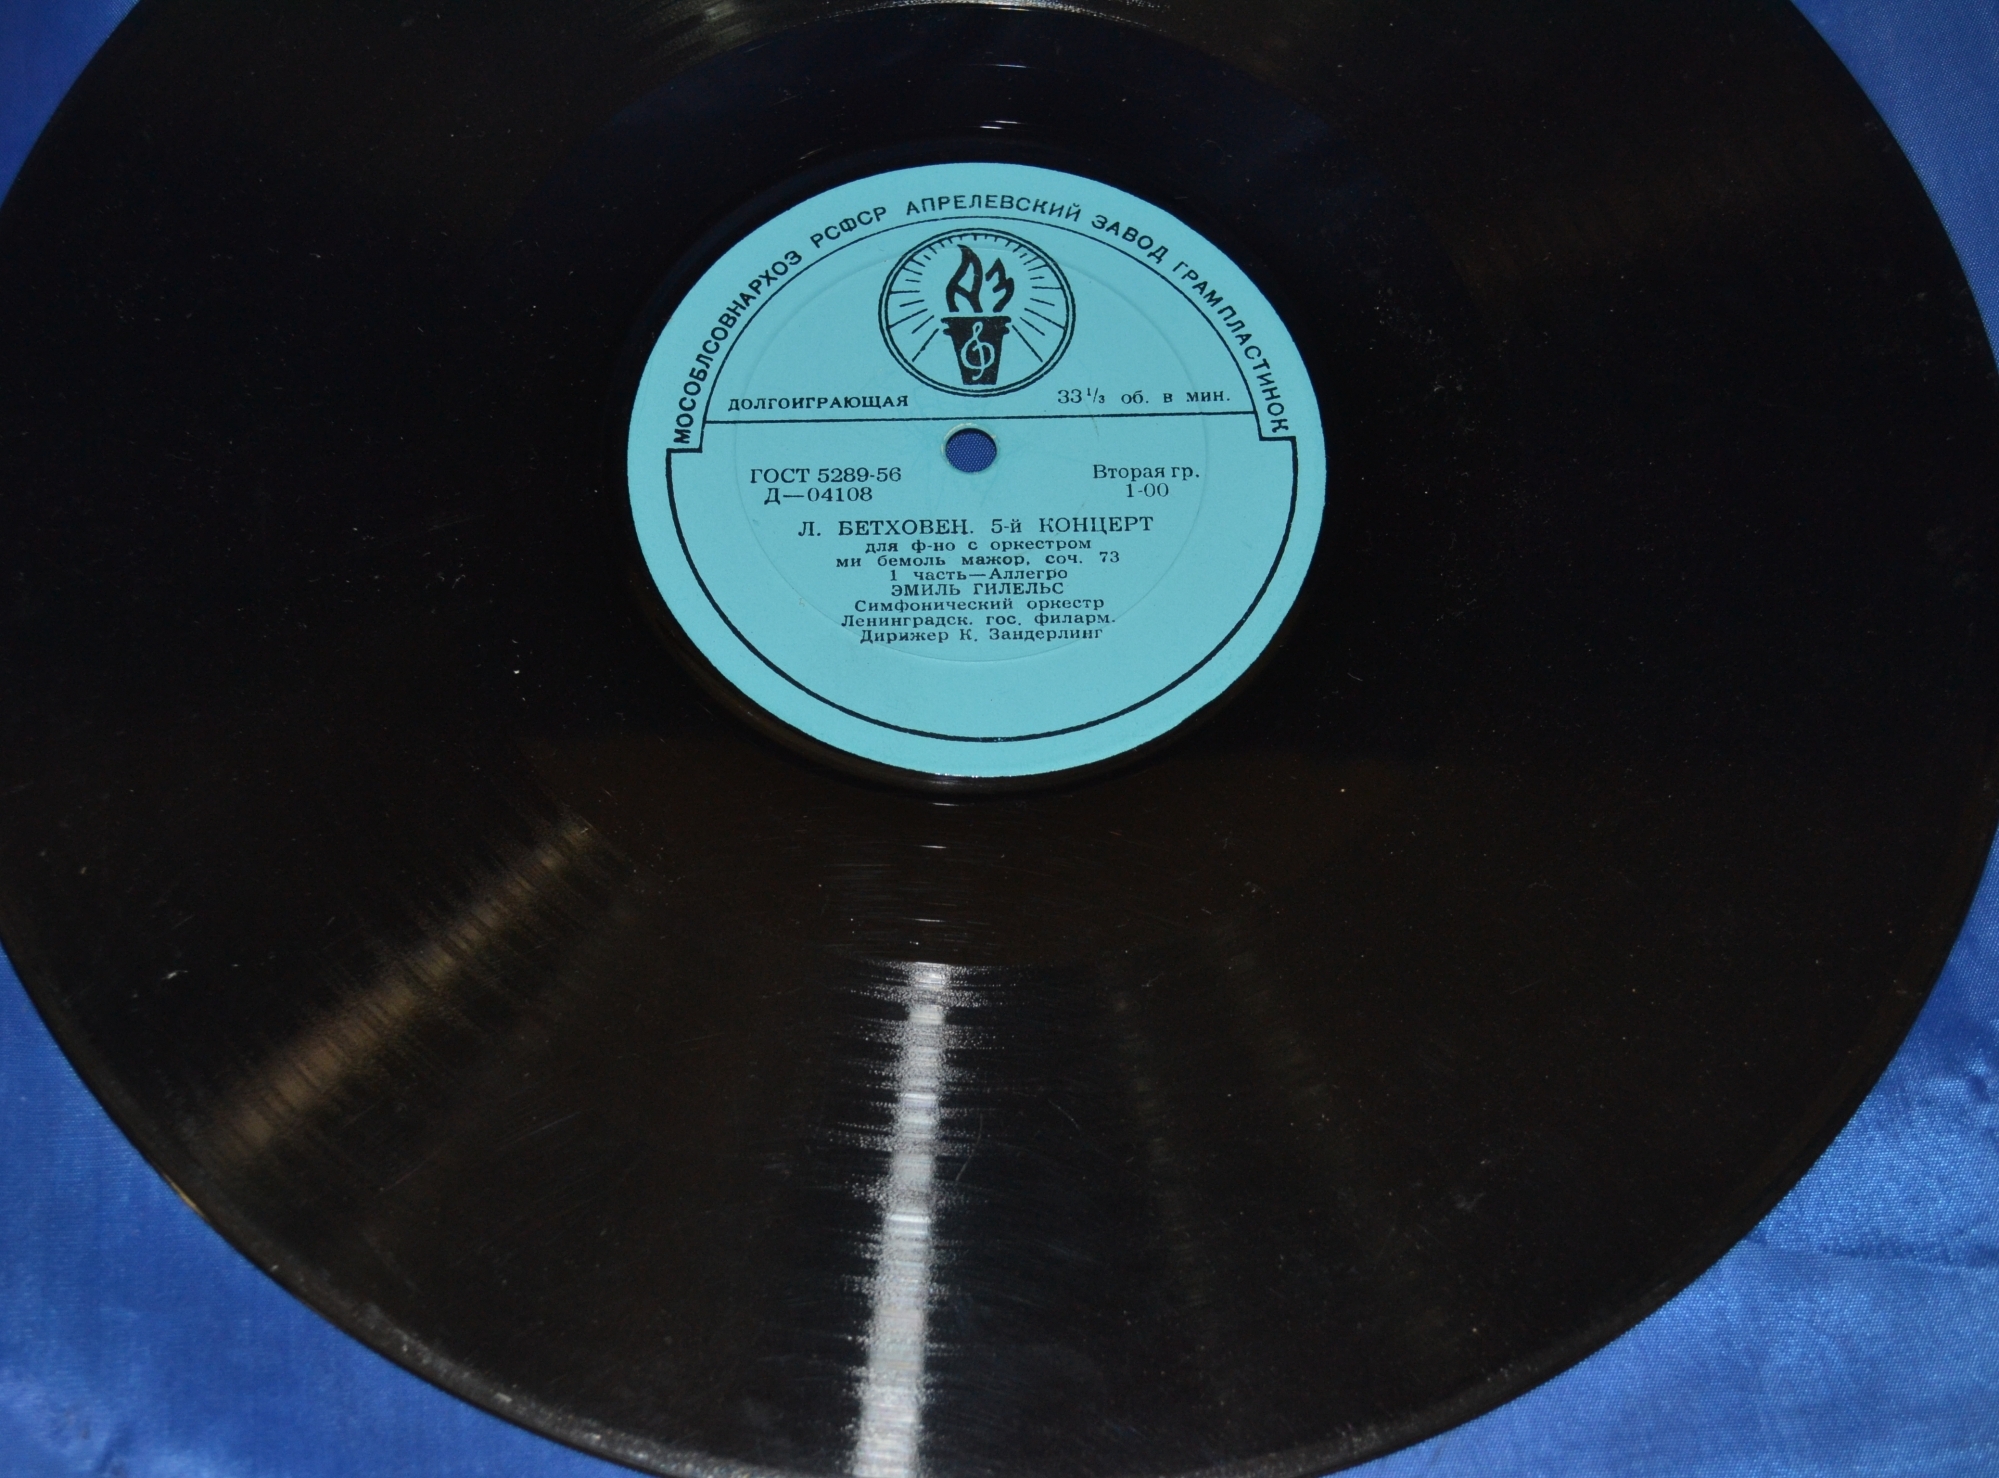 МОСОБЛСОВНАРХОЗ РСФСР АПРЕЛЕВСКИЙ ЗАВОД ГРАМПЛАСТИНОК
АЗ
ДОЛГОИГРАЮЩАЯ 33⅓ об. в мин.
ГОСТ 5289-56 Вторая гр.
Д—04108 1-00
Л. БЕТХОВЕН. 5-й КОНЦЕРТ
для ф-но с оркестром
ми бемоль мажор, соч. 73
1 часть—Аллегро
ЭМИЛЬ ГИЛЕЛЬС
Симфонический оркестр
Ленинградск. гос. филарм.
Дирижер К. Зандерлинг